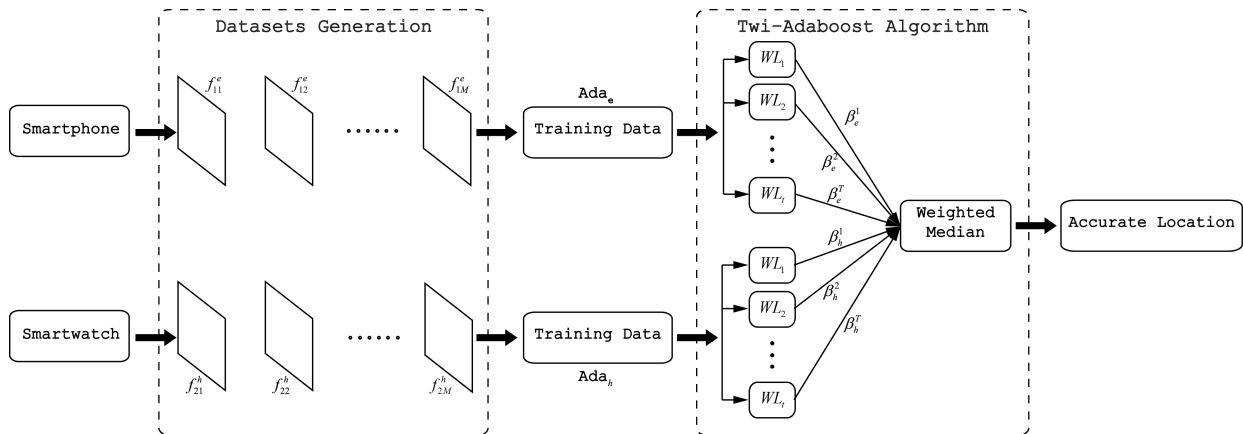 Datasets Generation
Twi-Adaboost Algorithm
Smartphone
f₁₁ᵉ
f₁₂ᵉ
······
f₁Mᵉ
Adaₑ
Training Data
WL₁
WL₂
WLₜ
βₑ¹
βₑ²
βₑᵀ
Weighted
Median
Accurate Location
Smartwatch
f₂₁ʰ
f₂₂ʰ
······
f₂Mʰ
Training Data
Adaₕ
WL₁
WL₂
WLₜ
βₕ¹
βₕ²
βₕᵀ